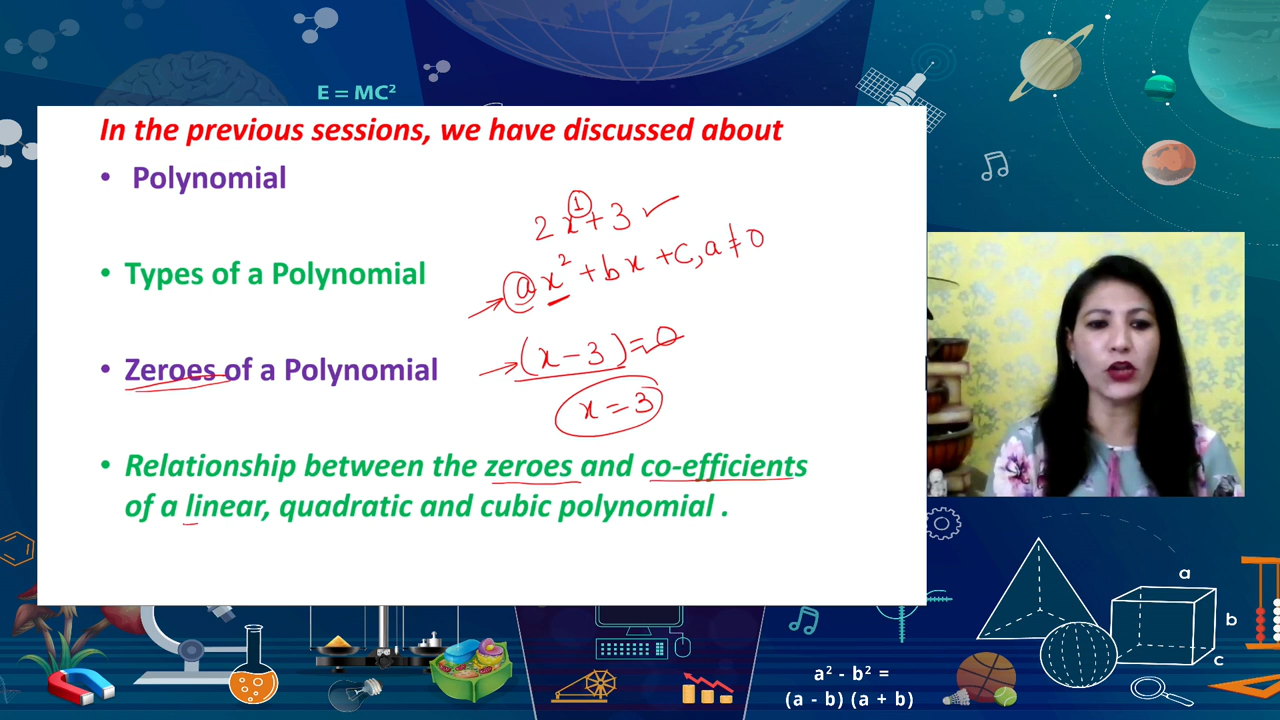 E = MC²
In the previous sessions, we have discussed about
• Polynomial
2x¹ + 3 ✓
• Types of a Polynomial
→ ax² + bx + c, a ≠ 0
• Zeroes of a Polynomial
→ (x - 3) = 0
x = 3
• Relationship between the zeroes and co-efficients
of a linear, quadratic and cubic polynomial .
a
b
c
a² - b² =
(a - b) (a + b)